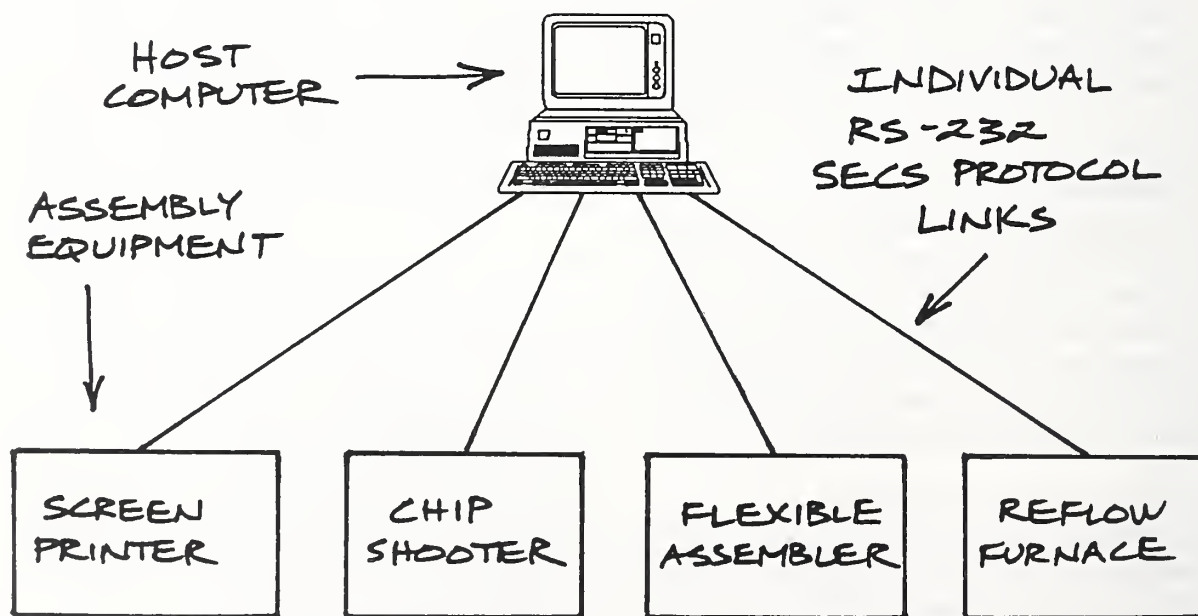 HOST
COMPUTER
INDIVIDUAL
RS-232
SECS PROTOCOL
LINKS
ASSEMBLY
EQUIPMENT
SCREEN
PRINTER
CHIP
SHOOTER
FLEXIBLE
ASSEMBLER
REFLOW
FURNACE